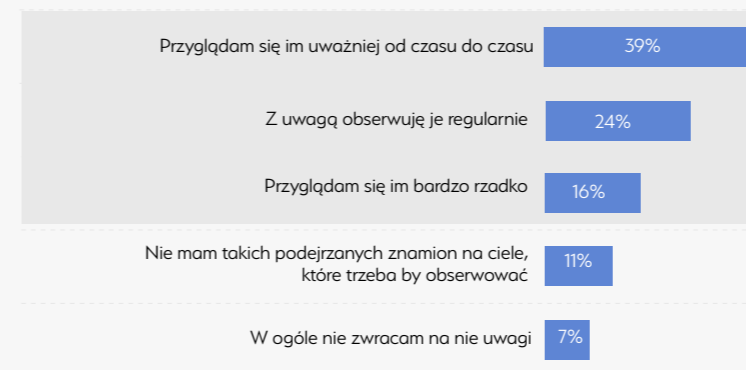 Przyglądam się im uważniej od czasu do czasu 39%
Z uwagą obserwuję je regularnie 24%
Przyglądam się im bardzo rzadko 16%
Nie mam takich podejrzanych znamion na ciele,
które trzeba by obserwować 11%
W ogóle nie zwracam na nie uwagi 7%